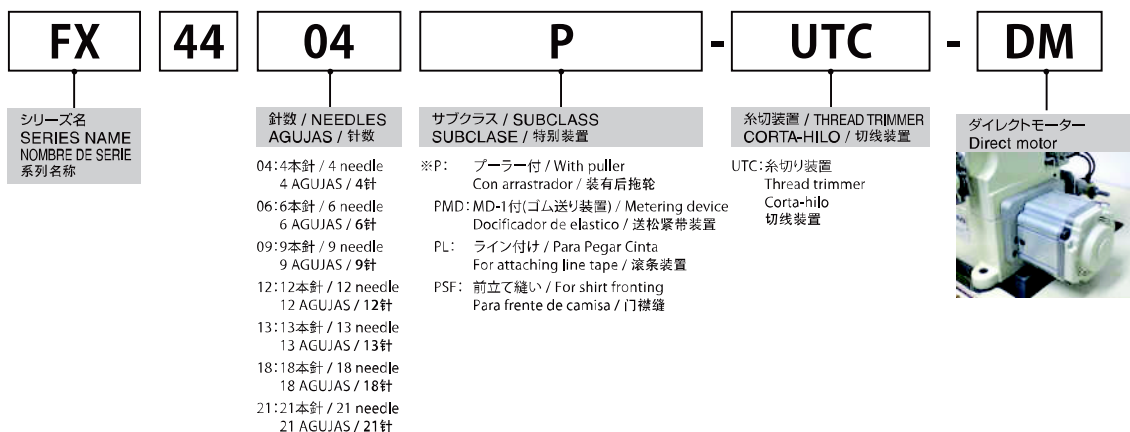 FX 44 04 P - UTC - DM
シリーズ名
SERIES NAME
NOMBRE DE SERIE
系列名称
針数 / NEEDLES
AGUJAS / 针数
04:4本針 / 4 needle
4 AGUJAS / 4针
06:6本針 / 6 needle
6 AGUJAS / 6针
09:9本針 / 9 needle
9 AGUJAS / 9针
12:12本針 / 12 needle
12 AGUJAS / 12针
13:13本針 / 13 needle
13 AGUJAS / 13针
18:18本針 / 18 needle
18 AGUJAS / 18针
21:21本針 / 21 needle
21 AGUJAS / 21针
サブクラス / SUBCLASS
SUBCLASE / 特别装置
※P: プーラー付 / With puller
Con arrastrador / 装有后拖轮
PMD: MD-1付(ゴム送り装置) / Metering device
Docificador de elastico / 送松紧带装置
PL: ライン付け / Para Pegar Cinta
For attaching line tape / 滚条装置
PSF: 前立て縫い / For shirt fronting
Para frente de camisa / 门襟缝
糸切装置 / THREAD TRIMMER
CORTA-HILO / 切线装置
UTC:糸切り装置
Thread trimmer
Corta-hilo
切线装置
ダイレクトモーター
Direct motor